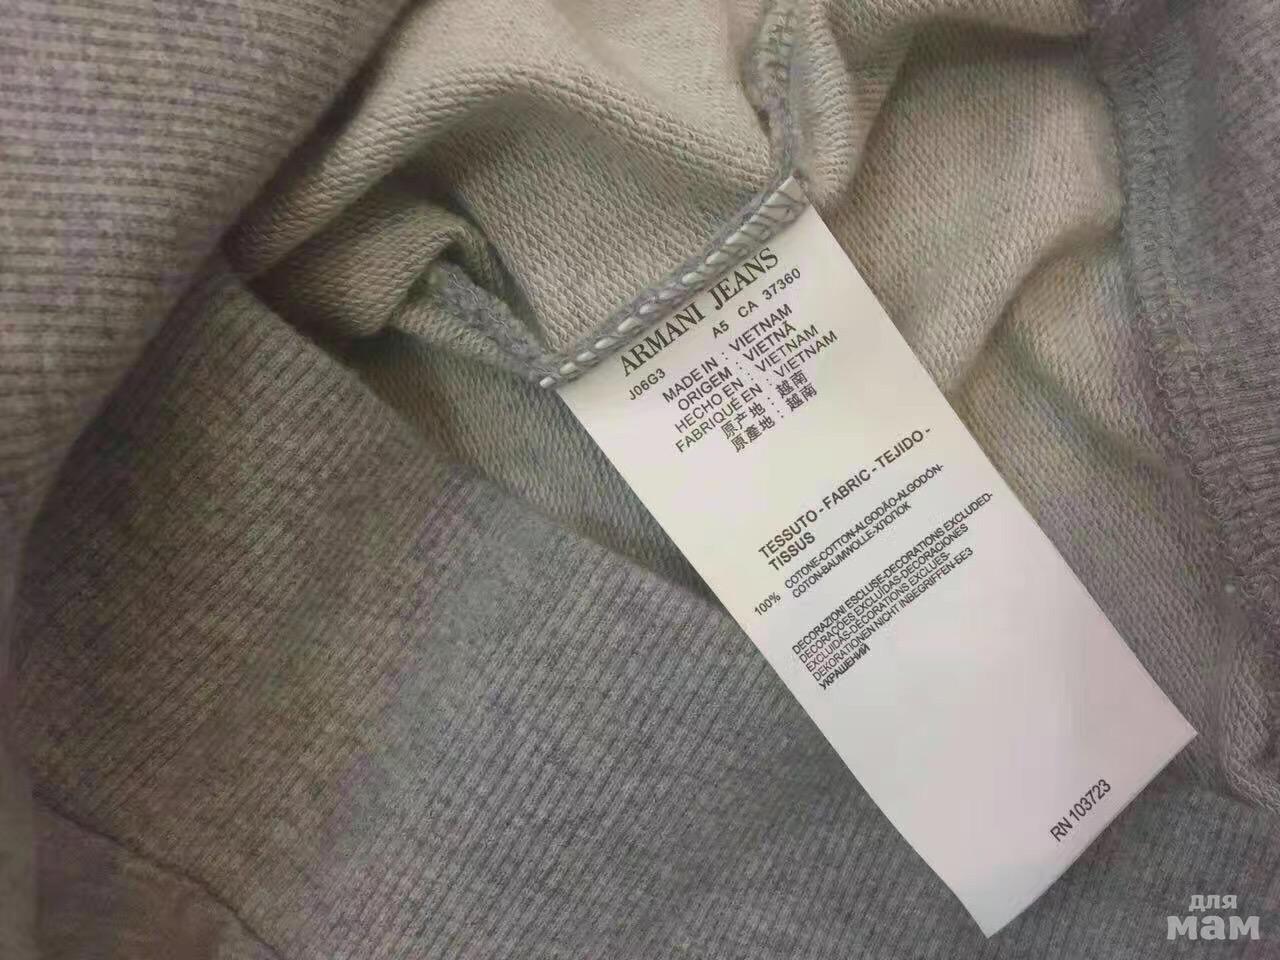 ARMANI JEANS
J06G3 A5 CA 37360
MADE IN : VIETNAM
ORIGEM : VIETNÃ
HECHO EN : VIETNAM
FABRIQUE EN : VIETNAM
原产地 : 越南
原產地 : 越南
TESSUTO - FABRIC - TEJIDO -
TISSUS
100% COTONE-COTTON-ALGODÃO-ALGODÓN-
COTON-BAUMWOLLE-ХЛОПОК
DECORAZIONI ESCLUSE-DECORATIONS EXCLUDED-
DECORAÇÕES EXCLUÍDAS-DECORACIONES
EXCLUIDAS-DÉCORATIONS EXCLUES-
DEKORATIONEN NICHT INBEGRIFFEN-БЕЗ
УКРАШЕНИЙ
RN 103723
для
мам